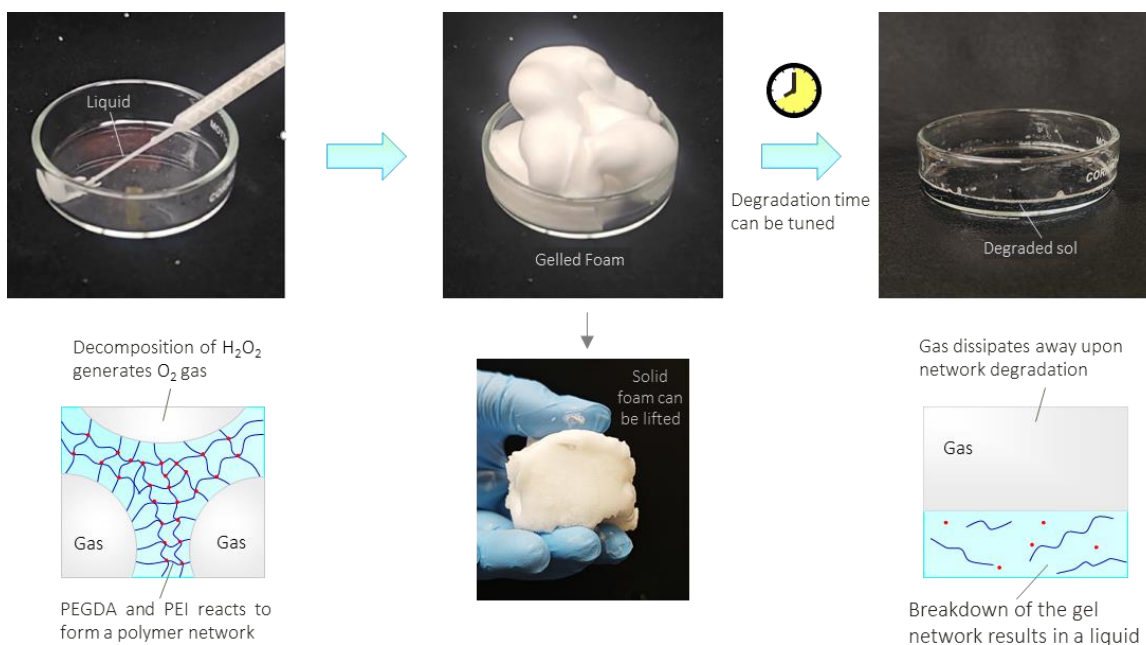 Liquid
Gelled Foam
Degradation time
can be tuned
Degraded sol
Decomposition of H₂O₂
generates O₂ gas
Gas
Gas
PEGDA and PEI reacts to
form a polymer network
Solid
foam can
be lifted
Gas dissipates away upon
network degradation
Gas
Breakdown of the gel
network results in a liquid